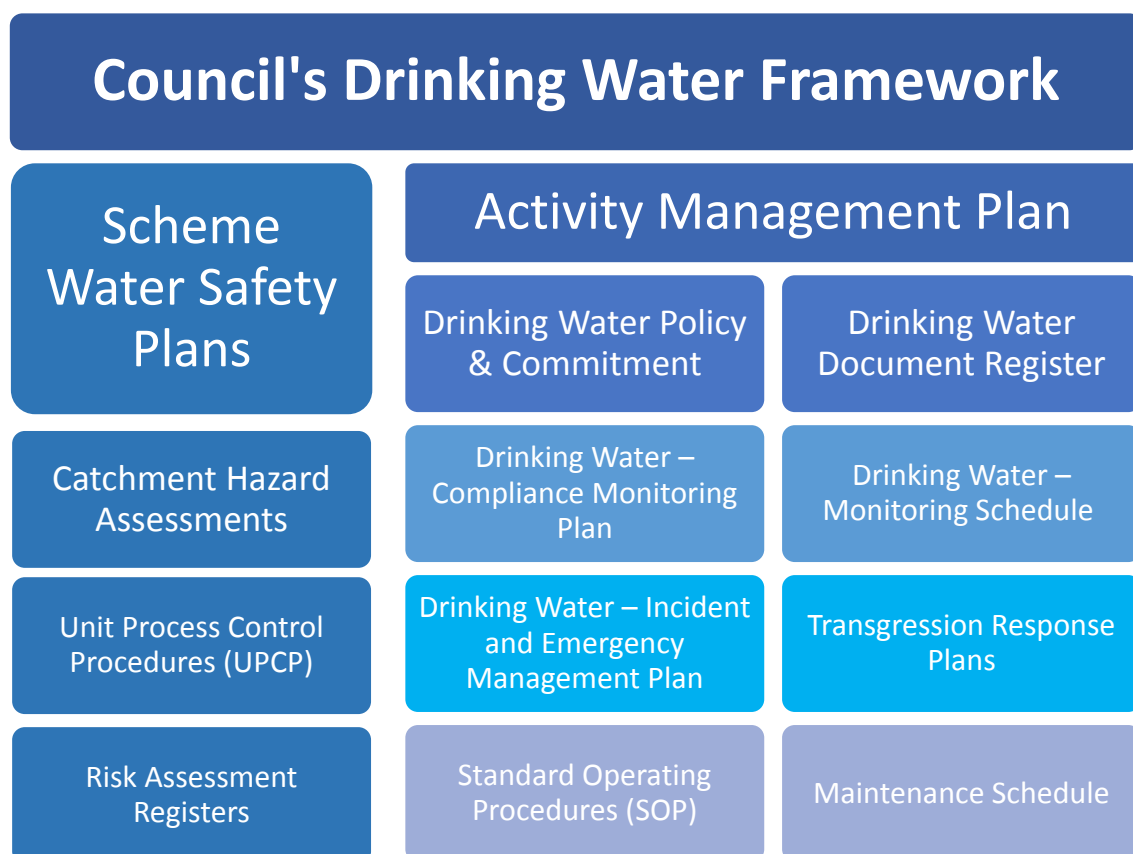 Council's Drinking Water Framework
Scheme
Water Safety
Plans
Activity Management Plan
Drinking Water Policy
& Commitment
Drinking Water
Document Register
Catchment Hazard
Assessments
Drinking Water –
Compliance Monitoring
Plan
Drinking Water –
Monitoring Schedule
Unit Process Control
Procedures (UPCP)
Drinking Water – Incident
and Emergency
Management Plan
Transgression Response
Plans
Risk Assessment
Registers
Standard Operating
Procedures (SOP)
Maintenance Schedule